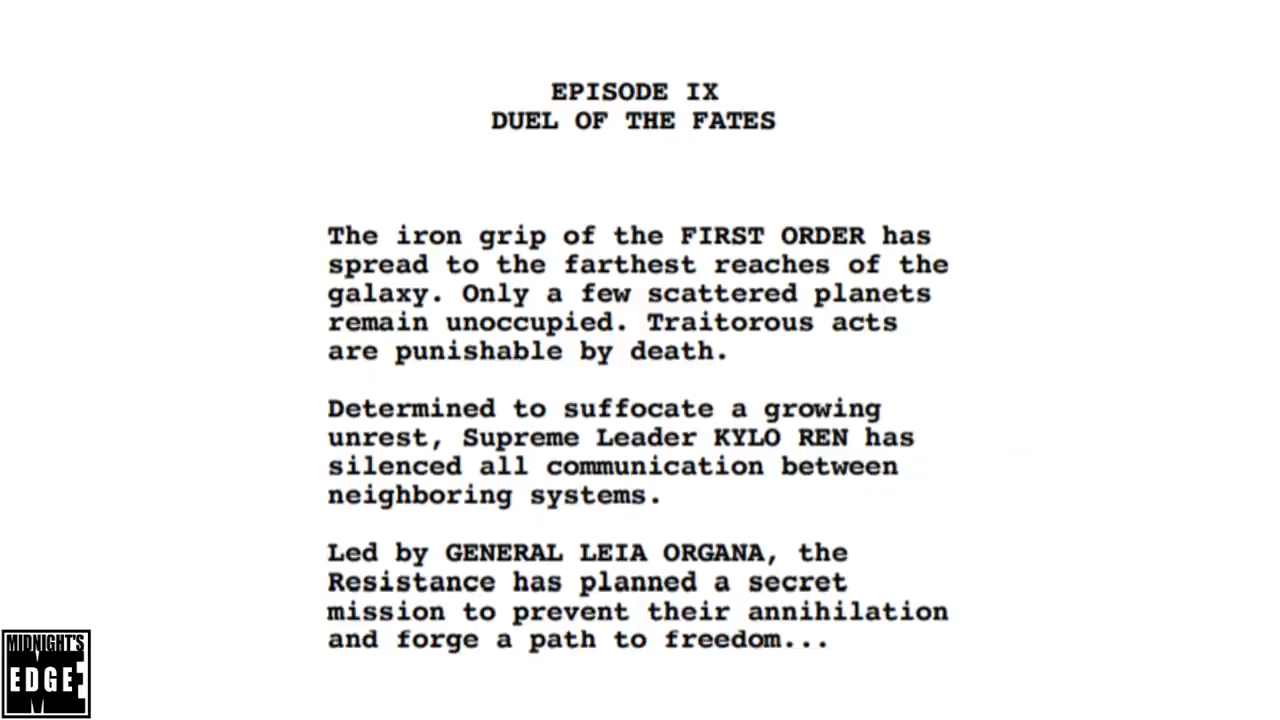 EPISODE IX
DUEL OF THE FATES
The iron grip of the FIRST ORDER has
spread to the farthest reaches of the
galaxy. Only a few scattered planets
remain unoccupied. Traitorous acts
are punishable by death.
Determined to suffocate a growing
unrest, Supreme Leader KYLO REN has
silenced all communication between
neighboring systems.
Led by GENERAL LEIA ORGANA, the
Resistance has planned a secret
mission to prevent their annihilation
and forge a path to freedom...
MIDNIGHT'S
EDGE
ME